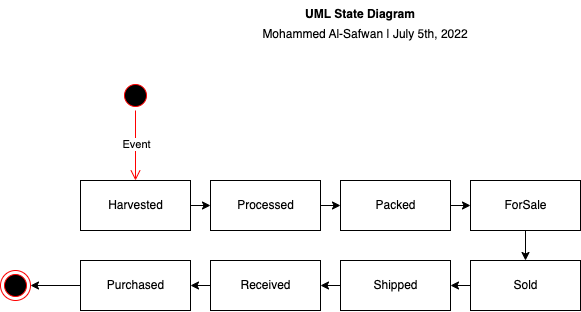 UML State Diagram
Mohammed Al-Safwan | July 5th, 2022
Event
Harvested
Processed
Packed
ForSale
Purchased
Received
Shipped
Sold